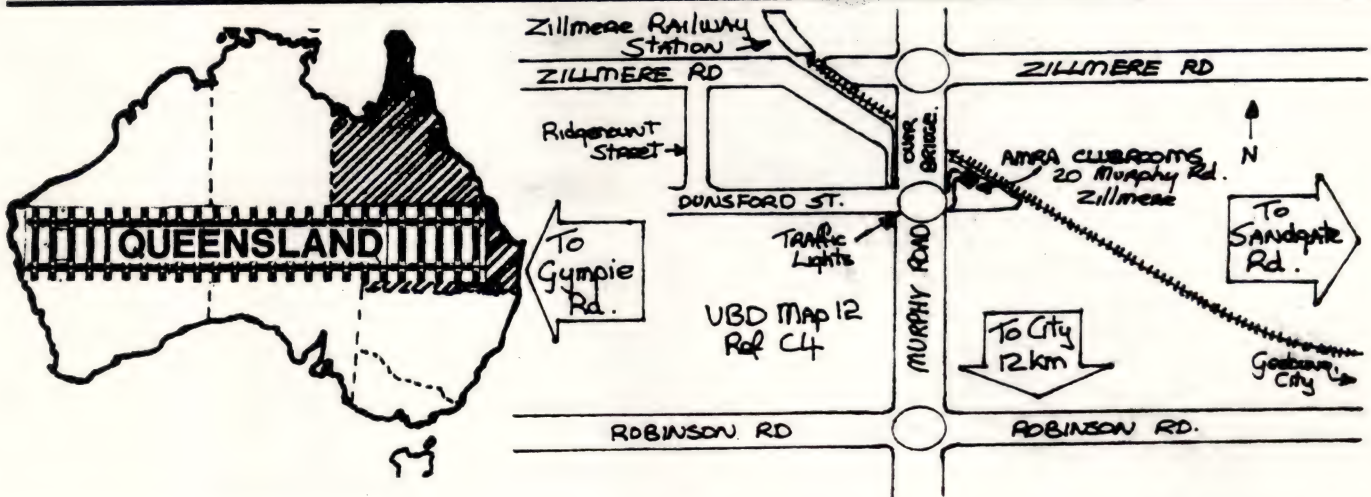 QUEENSLAND
Zillmere RAILWAY
STATION
ZILLMERE RD
ZILLMERE RD
Ridgemount
Street
OVER
BRIDGE.
N
AMRA CLUBROOMS
20 Murphy Rd.
Zillmere
DUNSFORD ST.
TRAFFIC
Lights
To
Gympie
Rd.
To
SANDGATE
Rd.
UBD MAP 12
Ref C4
MURPHY ROAD
To City
12km
City
ROBINSON RD
ROBINSON RD.